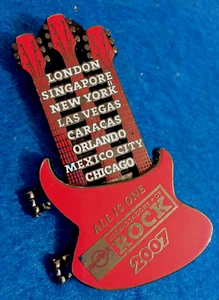 LONDON
SINGAPORE
NEW YORK
LAS VEGAS
CARACAS
ORLANDO
MEXICO CITY
CHICAGO
ALL IS ONE
ROCK
2007